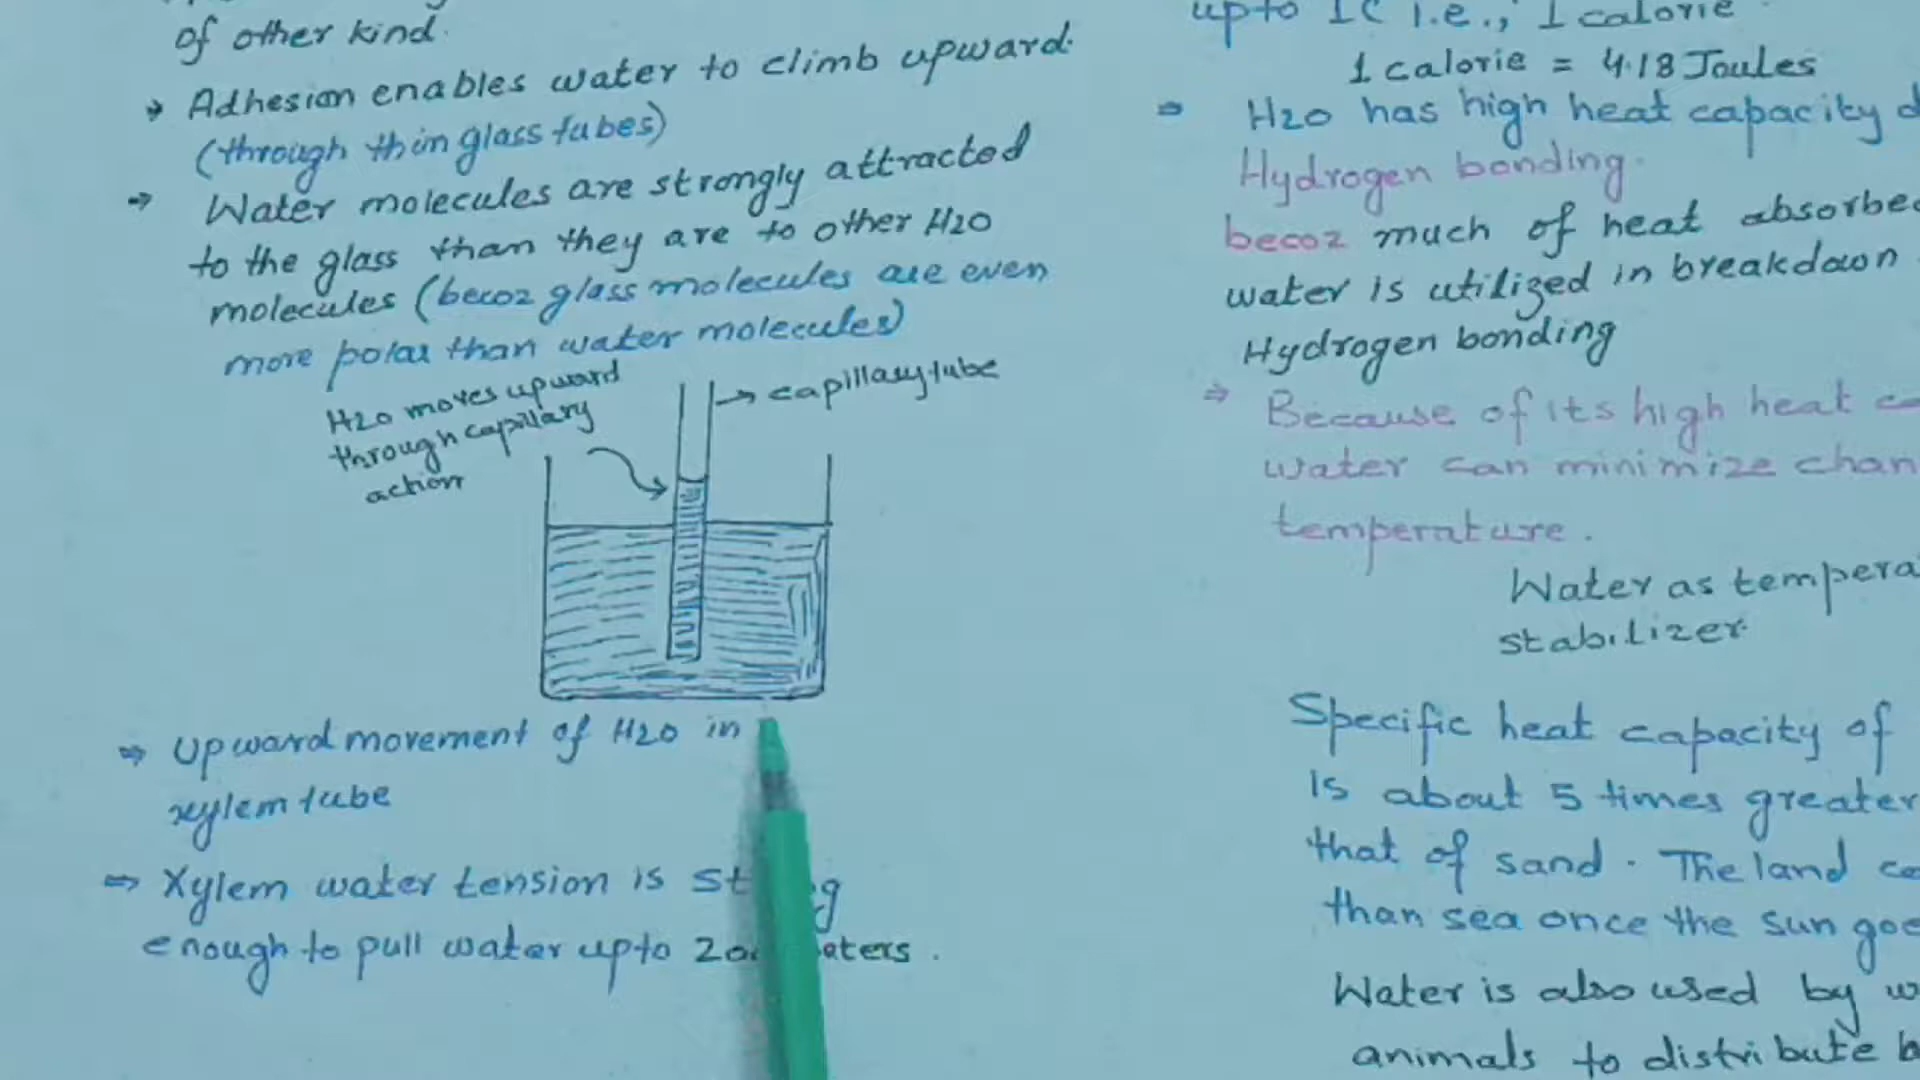 of other kind.
→ Adhesion enables water to climb upward.
(through thin glass tubes)
→ Water molecules are strongly attracted
to the glass than they are to other H2O
molecules (becoz glass molecules are even
more polar than water molecules)
H2O moves upward
through capillary
action
→ capillary tube
⇒ Upward movement of H2O in
xylem tube
⇒ Xylem water tension is
enough to pull water upto
upto 1C i.e., 1 calorie
1 calorie = 4.18 Joules
⇒ H2O has high heat capacity
Hydrogen bonding.
becoz much of heat absorbed
water is utilized in breakdown
Hydrogen bonding
⇒ Because of its high heat
water can minimize
temperature.
Water as
stabilizer.
Specific heat capacity of
is about 5 times greater
that of sand. The land
than sea once the sun
Water is also used by
animals to distribute